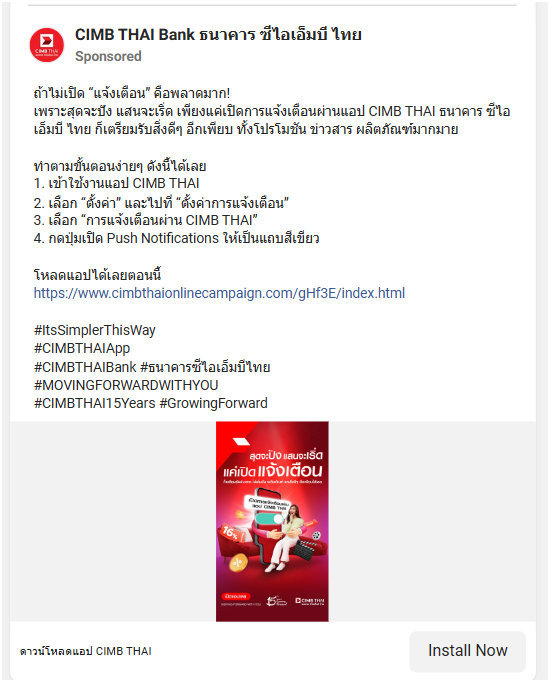 CIMB THAI Bank ธนาคาร ซีไอเอ็มบี ไทย
Sponsored
ถ้าไม่เปิด “แจ้งเตือน” คือพลาดมาก!
เพราะสุดจะปัง แสนจะเริ่ด เพียงแค่เปิดการแจ้งเตือนผ่านแอป CIMB THAI ธนาคาร ซีไอ
เอ็มบี ไทย ก็เตรียมรับสิ่งดีๆ อีกเพียบ ทั้งโปรโมชัน ข่าวสาร ผลิตภัณฑ์มากมาย
ทำตามขั้นตอนง่ายๆ ดังนี้ได้เลย
1. เข้าใช้งานแอป CIMB THAI
2. เลือก “ตั้งค่า” และไปที่ “ตั้งค่าการแจ้งเตือน”
3. เลือก “การแจ้งเตือนผ่าน CIMB THAI”
4. กดปุ่มเปิด Push Notifications ให้เป็นแถบสีเขียว
โหลดแอปได้เลยตอนนี้
https://www.cimbthaionlinecampaign.com/gHf3E/index.html
#ItsSimplerThisWay
#CIMBTHAIApp
#CIMBTHAIBank #ธนาคารซีไอเอ็มบีไทย
#MOVINGFORWARDWITHYOU
#CIMBTHAI15Years #GrowingForward
สุดจะปัง แสนจะเริ่ด
แค่เปิด แจ้งเตือน
แอป CIMB THAI
16%
CIMB THAI
ดาวน์โหลดแอป CIMB THAI
Install Now